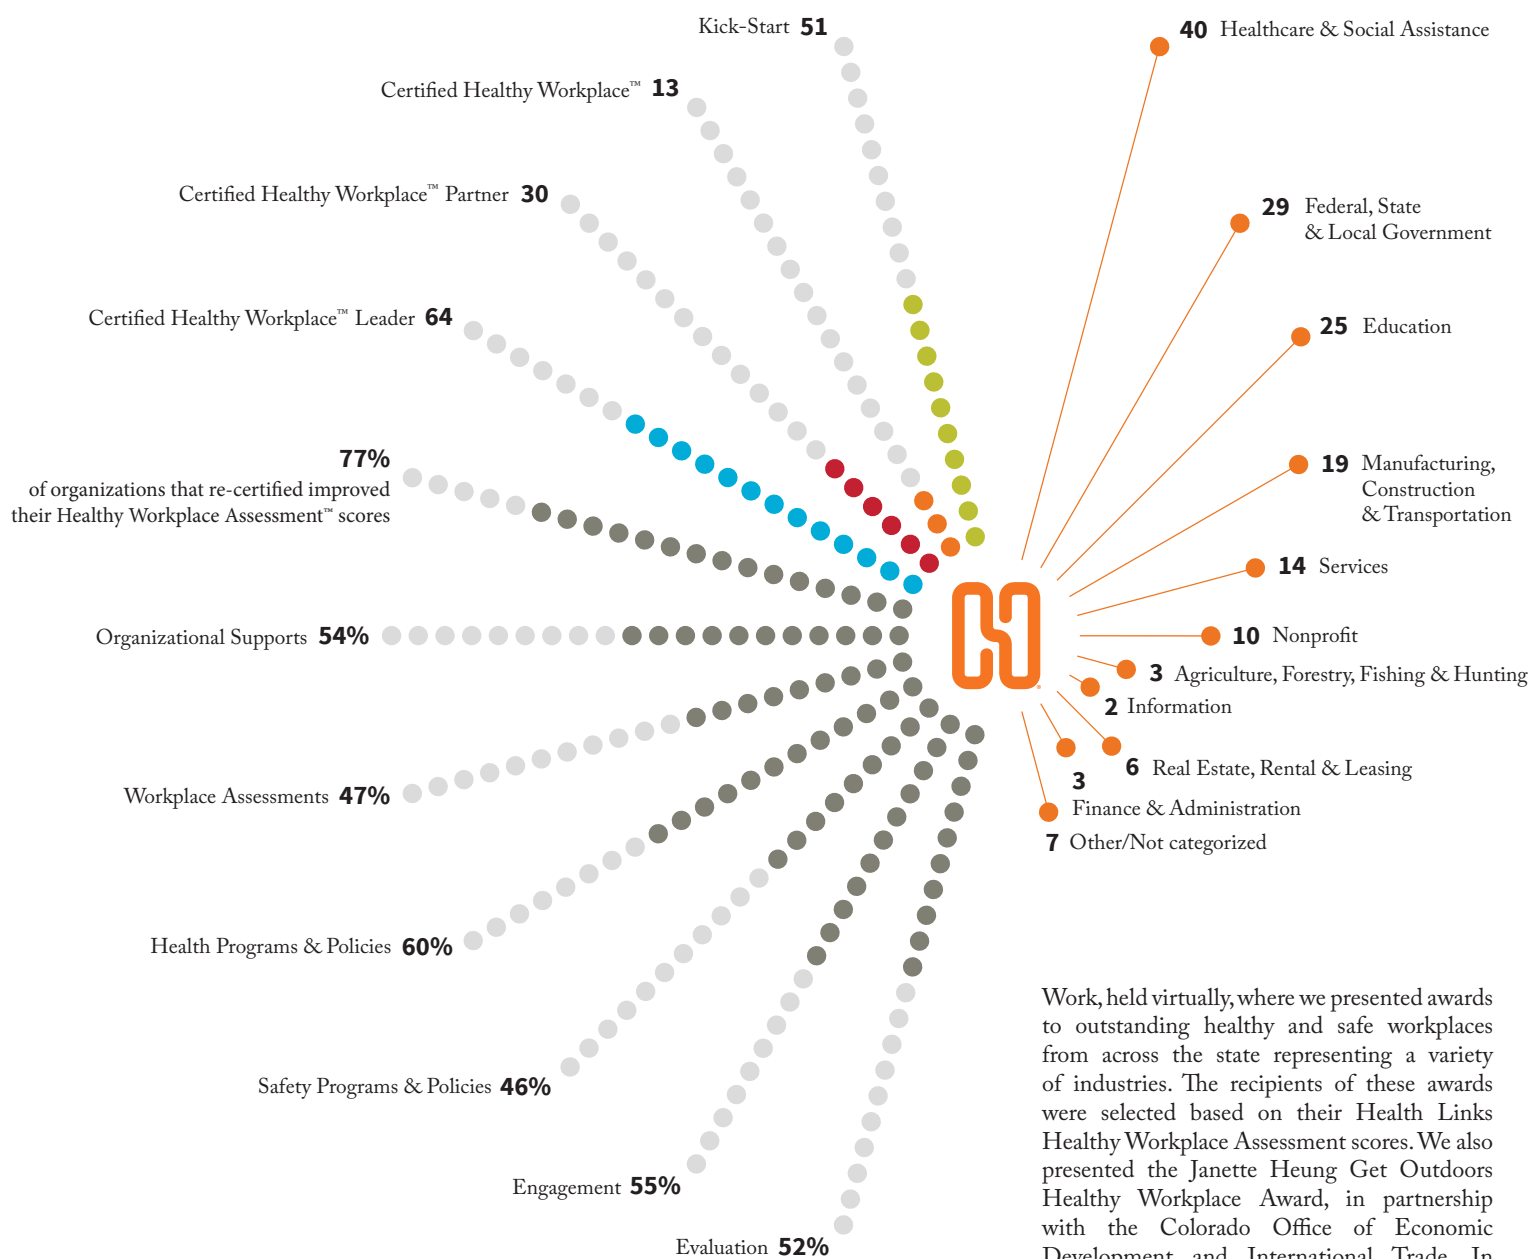 Kick-Start 51
Certified Healthy Workplace™ 13
Certified Healthy Workplace™ Partner 30
Certified Healthy Workplace™ Leader 64
77%
of organizations that re-certified improved
their Healthy Workplace Assessment™ scores
Organizational Supports 54%
Workplace Assessments 47%
Health Programs & Policies 60%
Safety Programs & Policies 46%
Engagement 55%
Evaluation 52%
40 Healthcare & Social Assistance
29 Federal, State
& Local Government
25 Education
19 Manufacturing,
Construction
& Transportation
14 Services
10 Nonprofit
3 Agriculture, Forestry, Fishing & Hunting
2 Information
6 Real Estate, Rental & Leasing
3
Finance & Administration
7 Other/Not categorized
Work, held virtually, where we presented awards
to outstanding healthy and safe workplaces
from across the state representing a variety
of industries. The recipients of these awards
were selected based on their Health Links
Healthy Workplace Assessment scores. We also
presented the Janette Heung Get Outdoors
Healthy Workplace Award, in partnership
with the Colorado Office of Economic
Development and International Trade. In